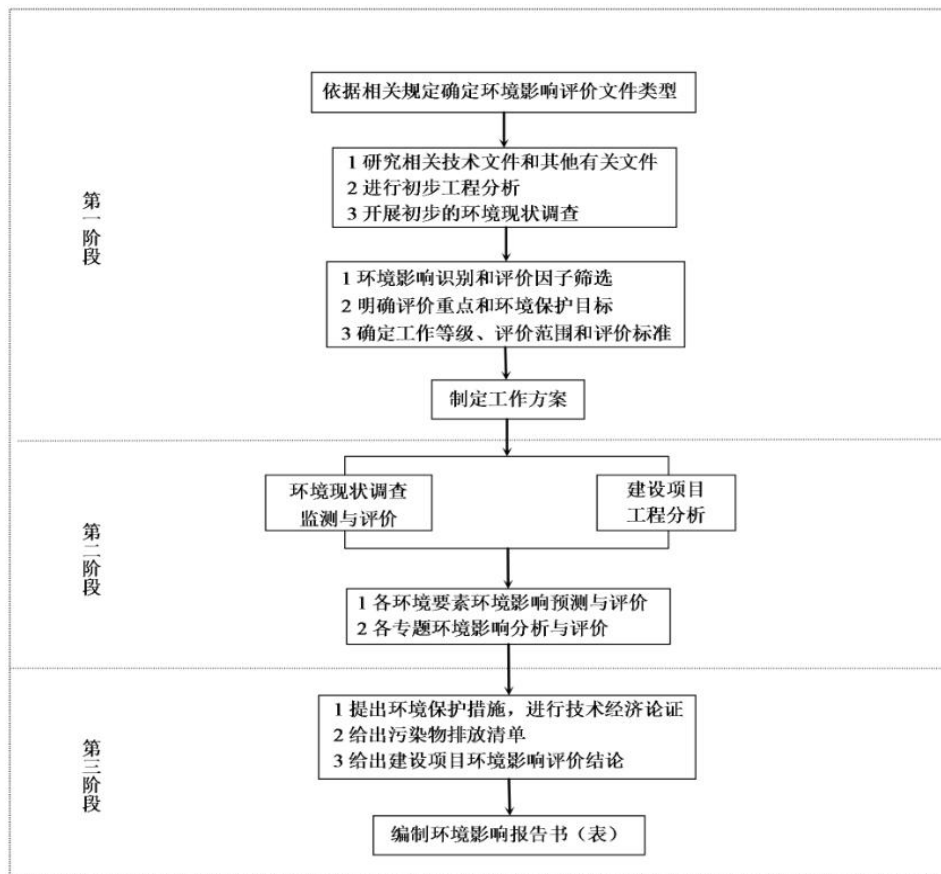 第一阶段
依据相关规定确定环境影响评价文件类型
1 研究相关技术文件和其他有关文件
2 进行初步工程分析
3 开展初步的环境现状调查
1 环境影响识别和评价因子筛选
2 明确评价重点和环境保护目标
3 确定工作等级、评价范围和评价标准
制定工作方案
第二阶段
环境现状调查
监测与评价
建设项目
工程分析
1 各环境要素环境影响预测与评价
2 各专题环境影响分析与评价
第三阶段
1 提出环境保护措施，进行技术经济论证
2 给出污染物排放清单
3 给出建设项目环境影响评价结论
编制环境影响报告书（表）